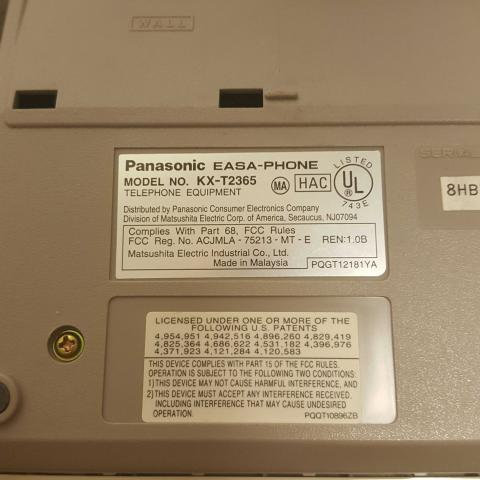 WALL
Panasonic EASA-PHONE
MODEL NO. KX-T2365
TELEPHONE EQUIPMENT
MA
HAC
LISTED
UL
743E
Distributed by Panasonic Consumer Electronics Company
Division of Matsushita Electric Corp. of America, Secaucus, NJ07094
Complies With Part 68, FCC Rules
FCC Reg. No. ACJMLA - 75213 - MT - E REN:1.0B
Matsushita Electric Industrial Co., Ltd.
Made in Malaysia
PQGT12181YA
SERIAL
8HB
LICENSED UNDER ONE OR MORE OF THE
FOLLOWING U.S. PATENTS
4,954,951 4,942,516 4,896,260 4,829,419
4,825,364 4,686,622 4,531,182 4,396,976
4,371,923 4,121,284 4,120,583
THIS DEVICE COMPLIES WITH PART 15 OF THE FCC RULES.
OPERATION IS SUBJECT TO THE FOLLOWING TWO CONDITIONS:
1)THIS DEVICE MAY NOT CAUSE HARMFUL INTERFERENCE, AND
2)THIS DEVICE MUST ACCEPT ANY INTERFERENCE RECEIVED,
INCLUDING INTERFERENCE THAT MAY CAUSE UNDESIRED
OPERATION.
PQQT10896ZB